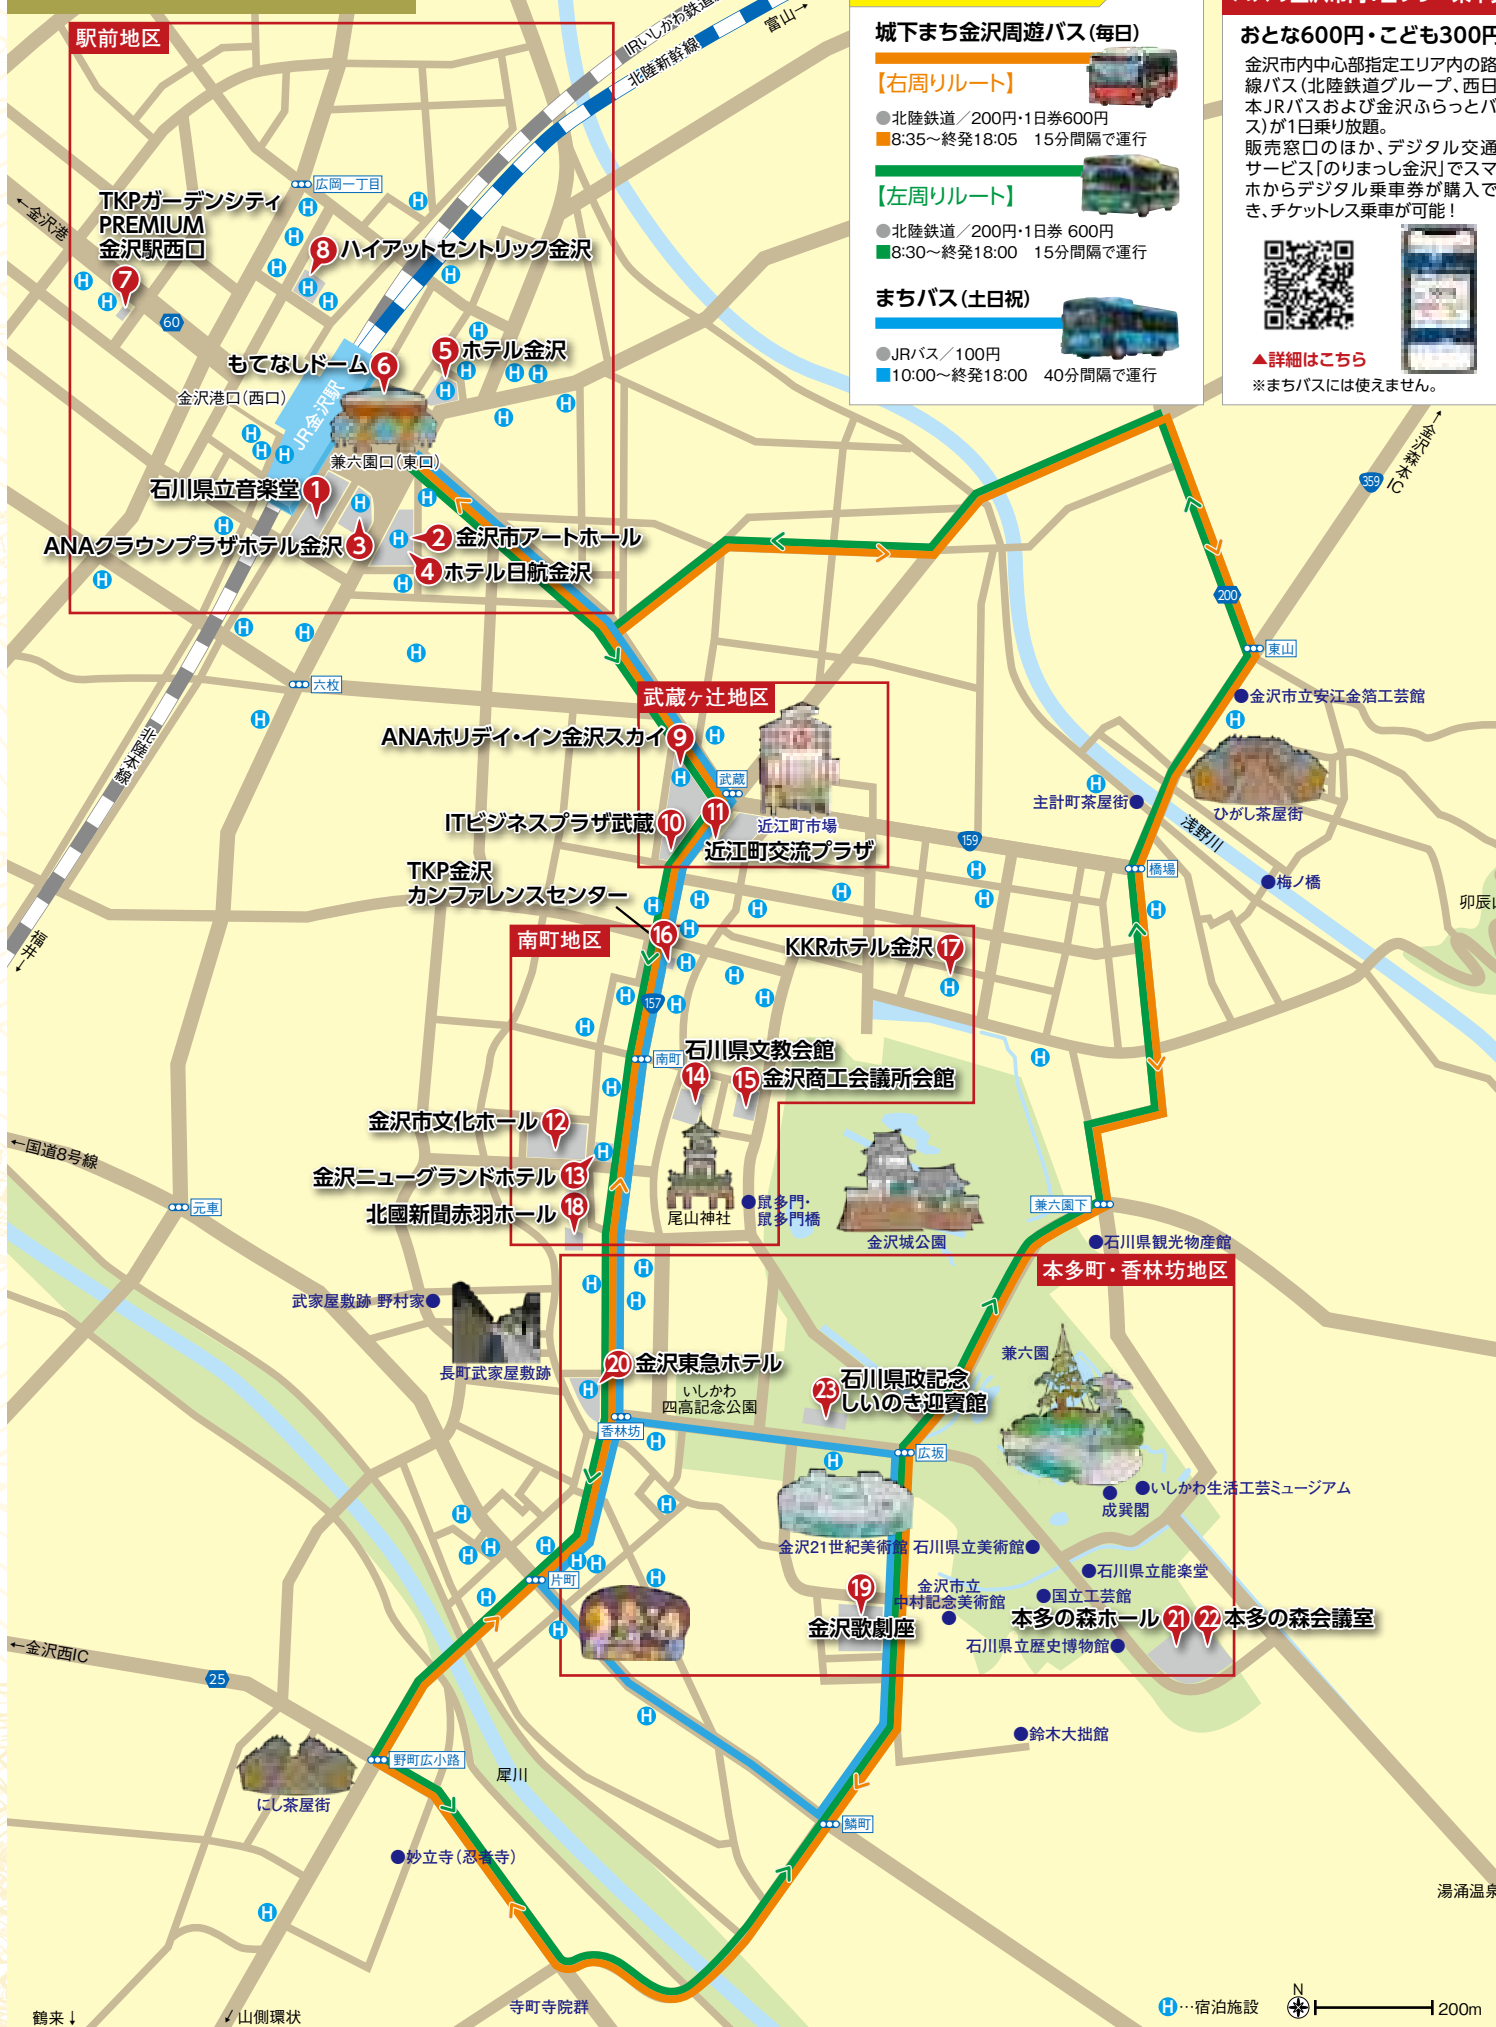 駅前地区
IRいしかわ鉄道
北陸新幹線
富山→
城下まち金沢周遊バス(毎日)
【右周りルート】
●北陸鉄道/200円・1日券600円
■8:35〜終発18:05 15分間隔で運行
【左周りルート】
●北陸鉄道/200円・1日券 600円
■8:30〜終発18:00 15分間隔で運行
まちバス(土日祝)
●JRバス/100円
■10:00〜終発18:00 40分間隔で運行
おとな600円・こども300円
金沢市内中心部指定エリア内の路
線バス(北陸鉄道グループ、西日
本JRバスおよび金沢ふらっとバ
ス)が1日乗り放題。
販売窓口のほか、デジタル交通
サービス「のりまっし金沢」でスマ
ホからデジタル乗車券が購入で
き、チケットレス乗車が可能!
▲詳細はこちら
※まちバスには使えません。
広岡一丁目
←金沢港
TKPガーデンシティ
PREMIUM
金沢駅西口
7
8 ハイアットセントリック金沢
60
もてなしドーム 6
5 ホテル金沢
金沢港口(西口)
JR金沢駅
兼六園口(東口)
石川県立音楽堂 1
ANAクラウンプラザホテル金沢 3
2 金沢市アートホール
4 ホテル日航金沢
→金沢森本IC
359
200
東山
六枚
北陸本線
福井→
武蔵ヶ辻地区
ANAホリデイ・イン金沢スカイ 9
武蔵
ITビジネスプラザ武蔵 10
11
近江町市場
近江町交流プラザ
TKP金沢
カンファレンスセンター
16
●金沢市立安江金箔工芸館
主計町茶屋街●
ひがし茶屋街
浅野川
159
橋場
●梅ノ橋
卯辰山
南町地区
KKRホテル金沢 17
157
南町
石川県文教会館
14
15 金沢商工会議所会館
金沢市文化ホール 12
金沢ニューグランドホテル 13
北國新聞赤羽ホール 18
尾山神社
●鼠多門・
鼠多門橋
金沢城公園
←国道8号線
元車
兼六園下
●石川県観光物産館
本多町・香林坊地区
武家屋敷跡 野村家●
長町武家屋敷跡
20 金沢東急ホテル
いしかわ
四高記念公園
香林坊
23 石川県政記念
しいのき迎賓館
兼六園
広坂
●いしかわ生活工芸ミュージアム
●
成巽閣
金沢21世紀美術館
石川県立美術館●
●石川県立能楽堂
●国立工芸館
片町
19
金沢歌劇座
金沢市立
中村記念美術館
●
本多の森ホール 21
22 本多の森会議室
石川県立歴史博物館●
←金沢西IC
25
●鈴木大拙館
野町広小路
犀川
にし茶屋街
鱗町
●妙立寺(忍者寺)
湯涌温泉
寺町寺院群
鶴来↓
↙山側環状
H…宿泊施設
N
200m